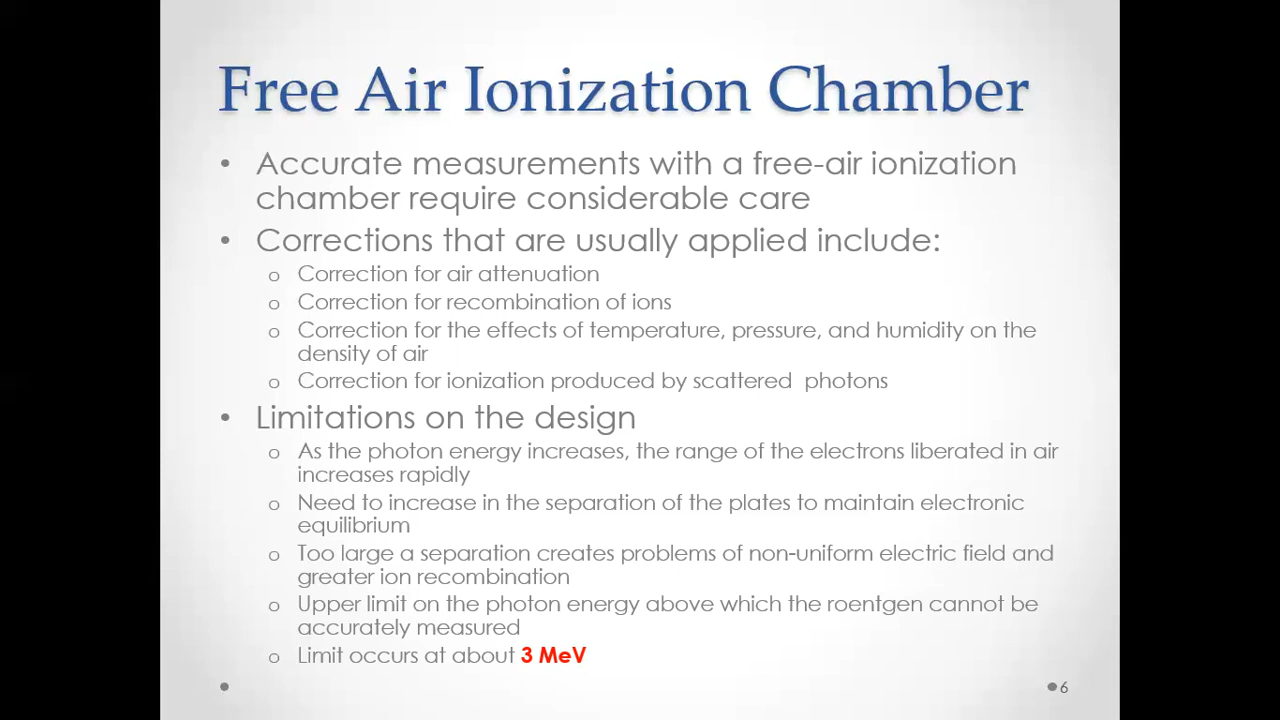 Free Air Ionization Chamber
• Accurate measurements with a free-air ionization
chamber require considerable care
• Corrections that are usually applied include:
o Correction for air attenuation
o Correction for recombination of ions
o Correction for the effects of temperature, pressure, and humidity on the
density of air
o Correction for ionization produced by scattered  photons
• Limitations on the design
o As the photon energy increases, the range of the electrons liberated in air
increases rapidly
o Need to increase in the separation of the plates to maintain electronic
equilibrium
o Too large a separation creates problems of non-uniform electric field and
greater ion recombination
o Upper limit on the photon energy above which the roentgen cannot be
accurately measured
o Limit occurs at about 3 MeV
6